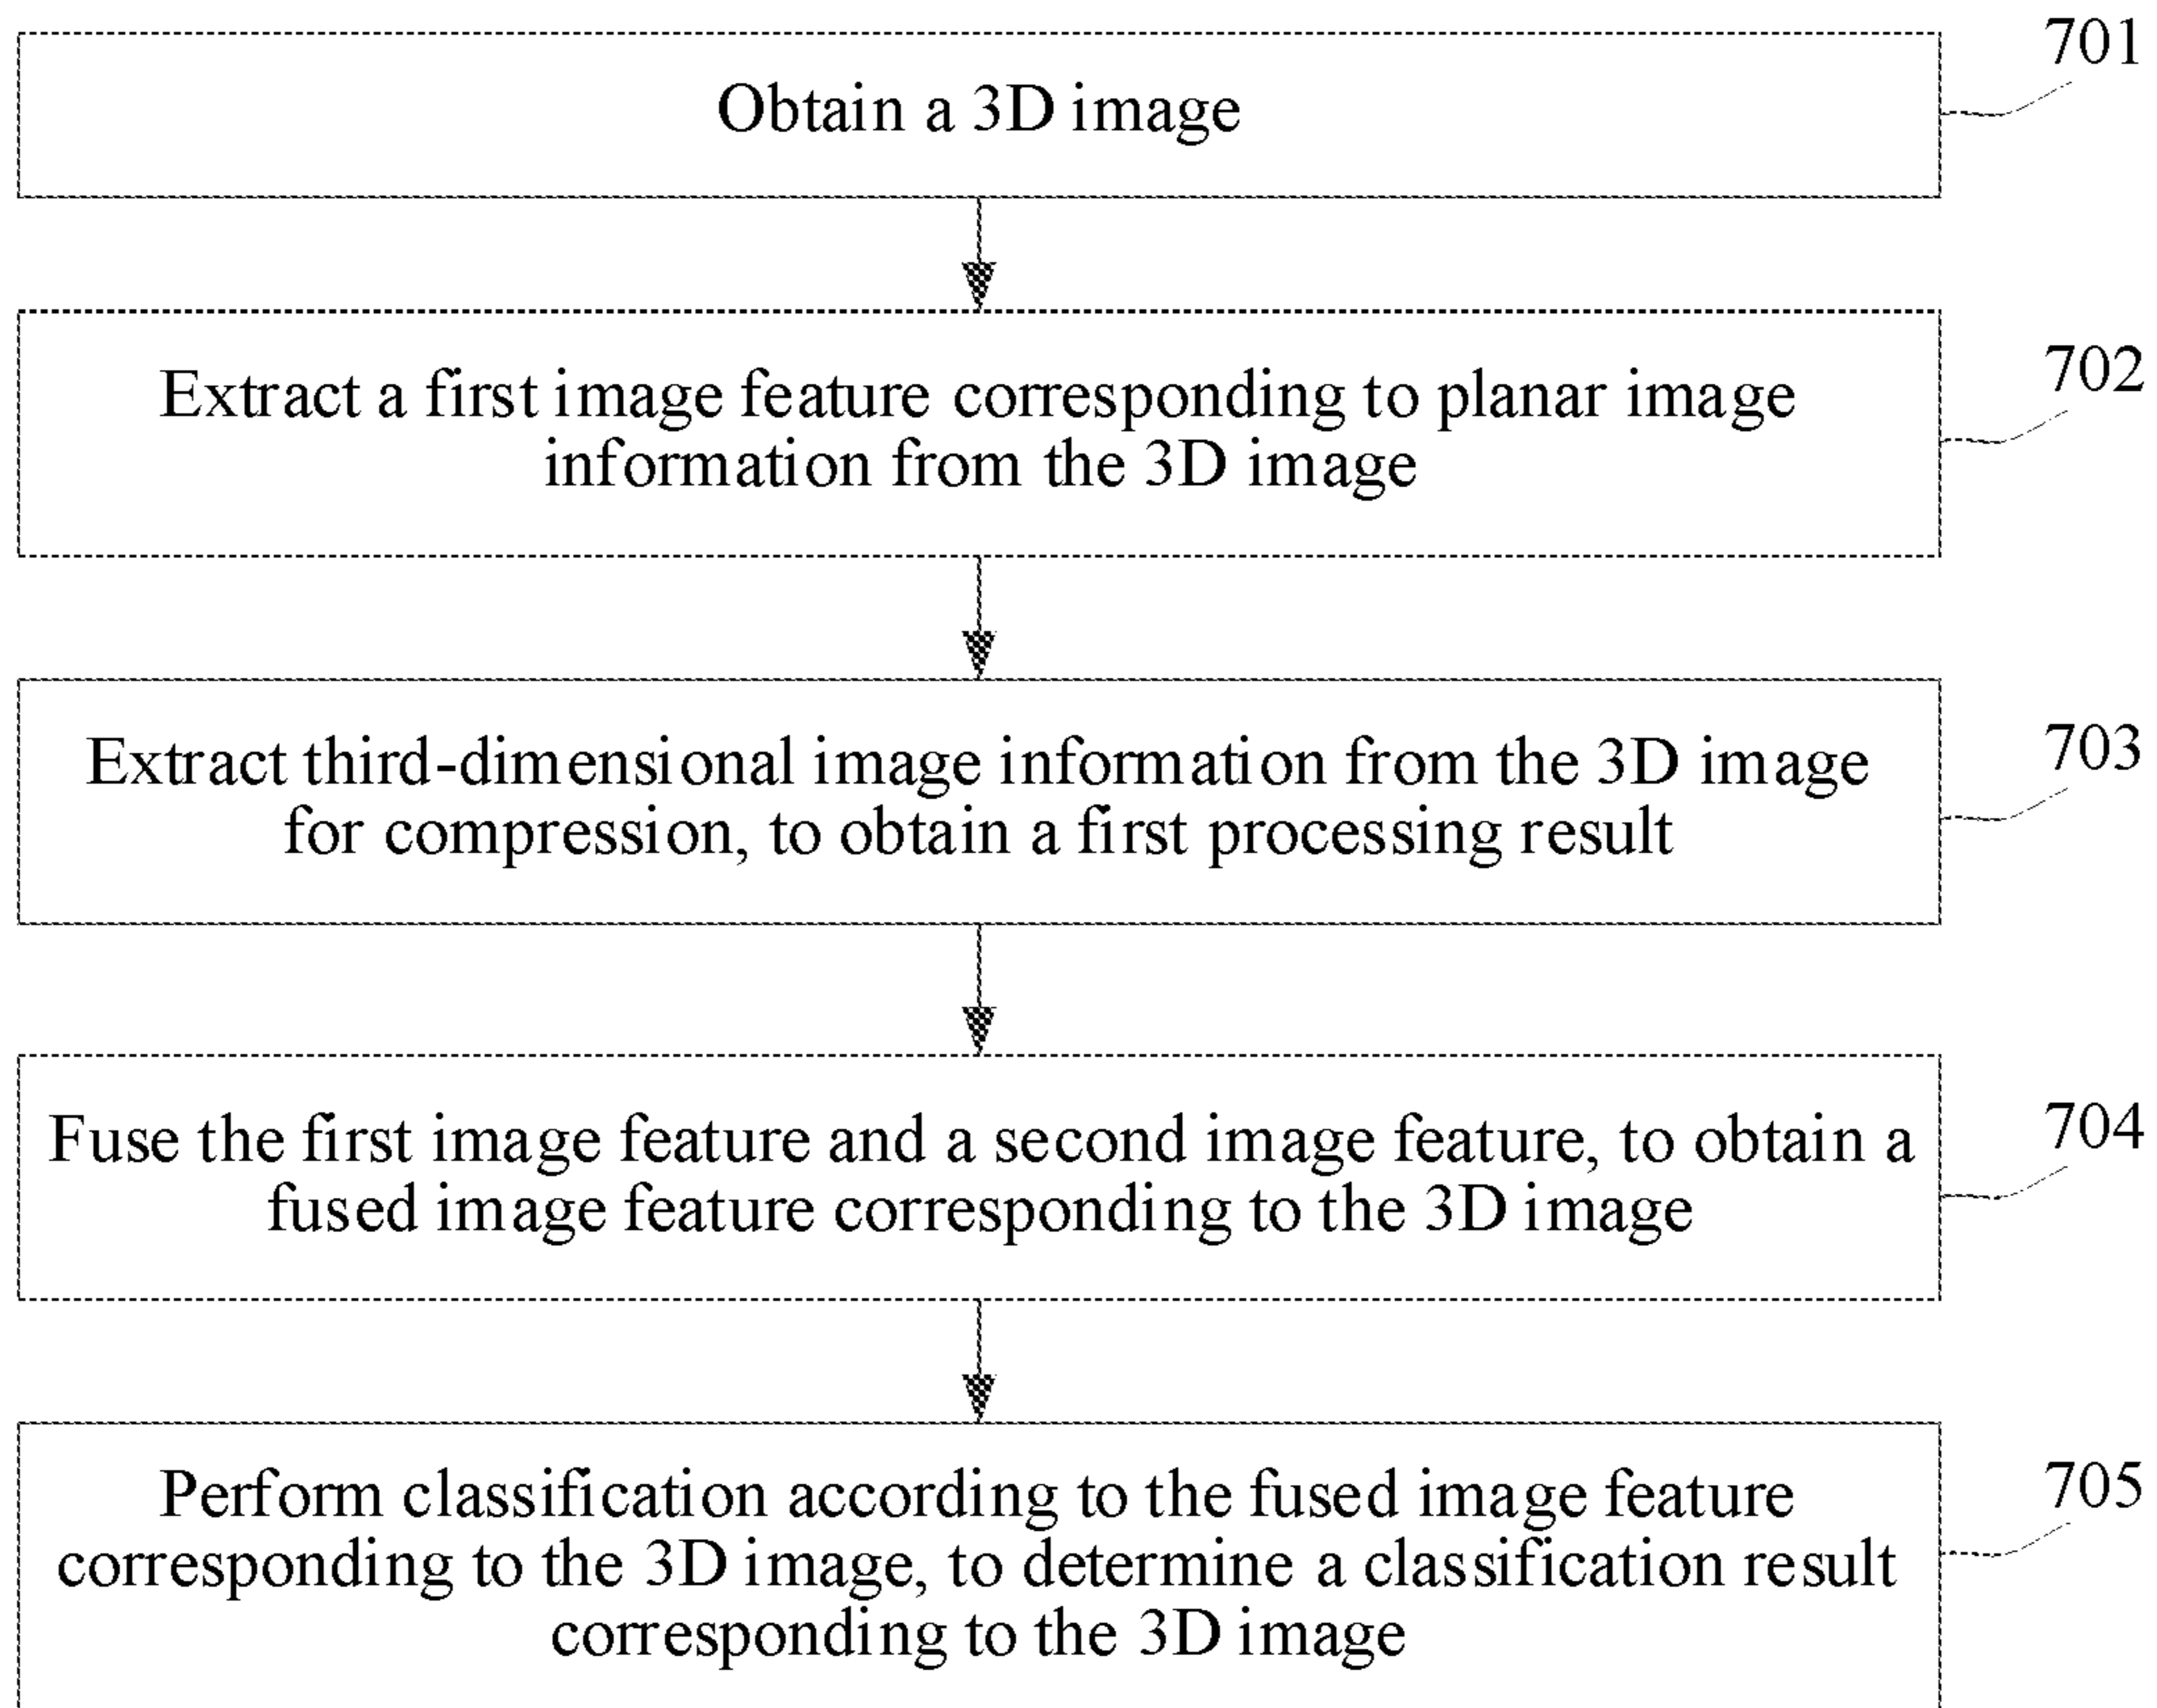 701
Obtain a 3D image
702
Extract a first image feature corresponding to planar image
information from the 3D image
703
Extract third-dimensional image information from the 3D image
for compression, to obtain a first processing result
704
Fuse the first image feature and a second image feature, to obtain a
fused image feature corresponding to the 3D image
705
Perform classification according to the fused image feature
corresponding to the 3D image, to determine a classification result
corresponding to the 3D image